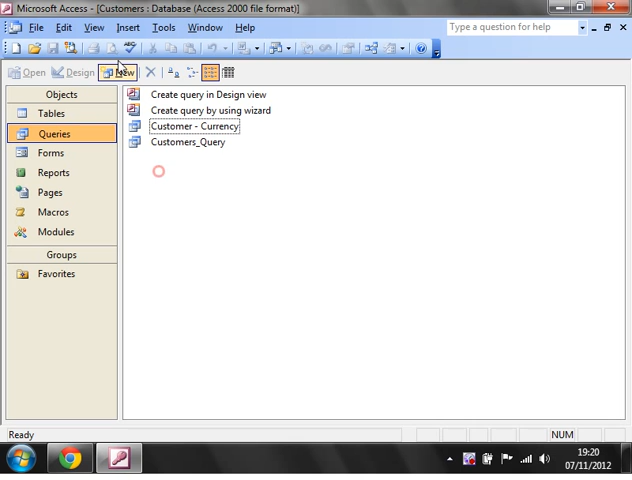 Microsoft Access - [Customers : Database (Access 2000 file format)]
File Edit View Insert Tools Window Help Type a question for help
Open Design New
Objects
Tables
Queries
Forms
Reports
Pages
Macros
Modules
Groups
Favorites
Create query in Design view
Create query by using wizard
Customer - Currency
Customers_Query
Ready NUM
19:20
07/11/2012